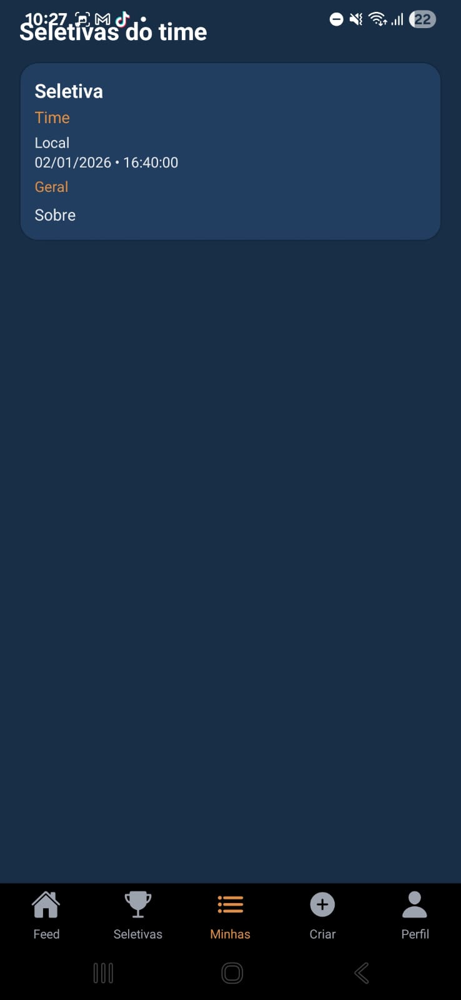 10:27 22
Seletivas do time
Seletiva
Time
Local
02/01/2026 • 16:40:00
Geral
Sobre
Feed Seletivas Minhas Criar Perfil